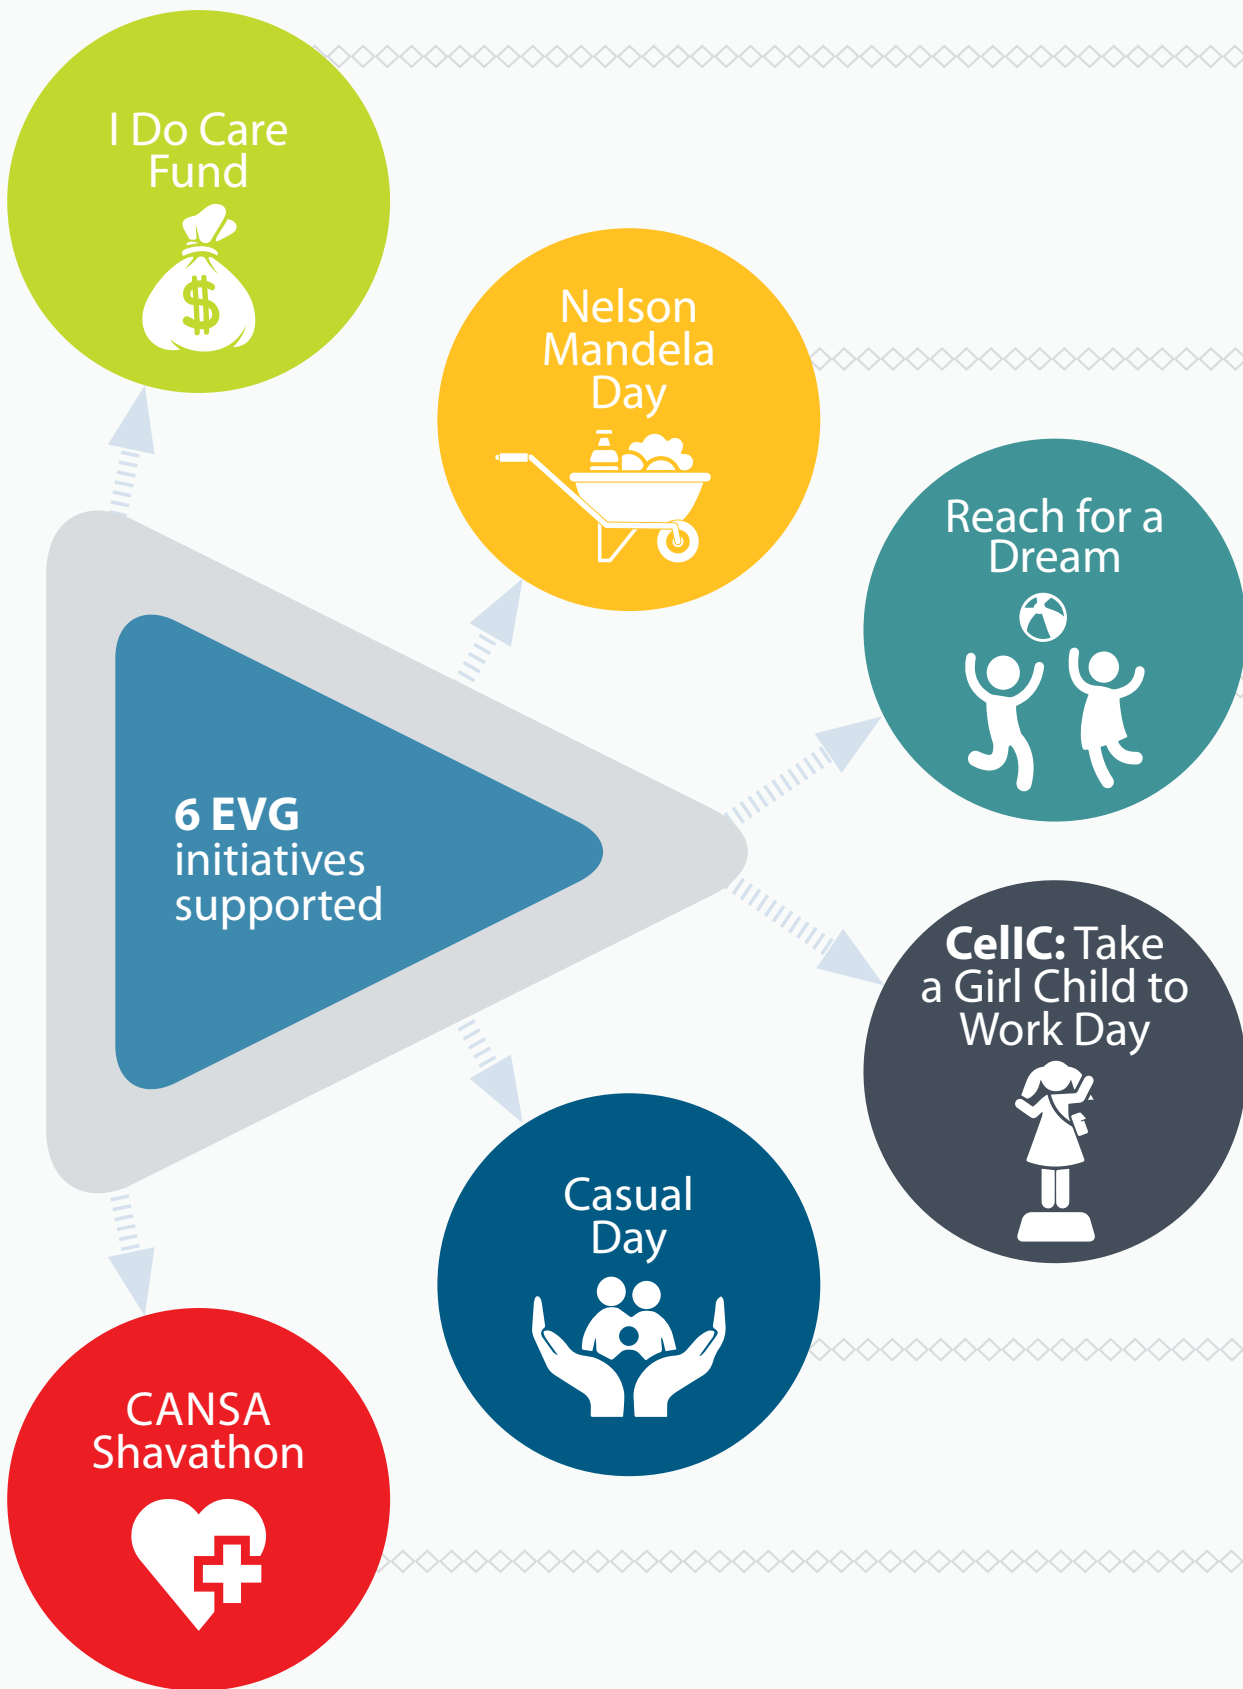 I Do Care
Fund
$
Nelson
Mandela
Day
Reach for a
Dream
6 EVG
initiatives
supported
CellC: Take
a Girl Child to
Work Day
Casual
Day
CANSA
Shavathon